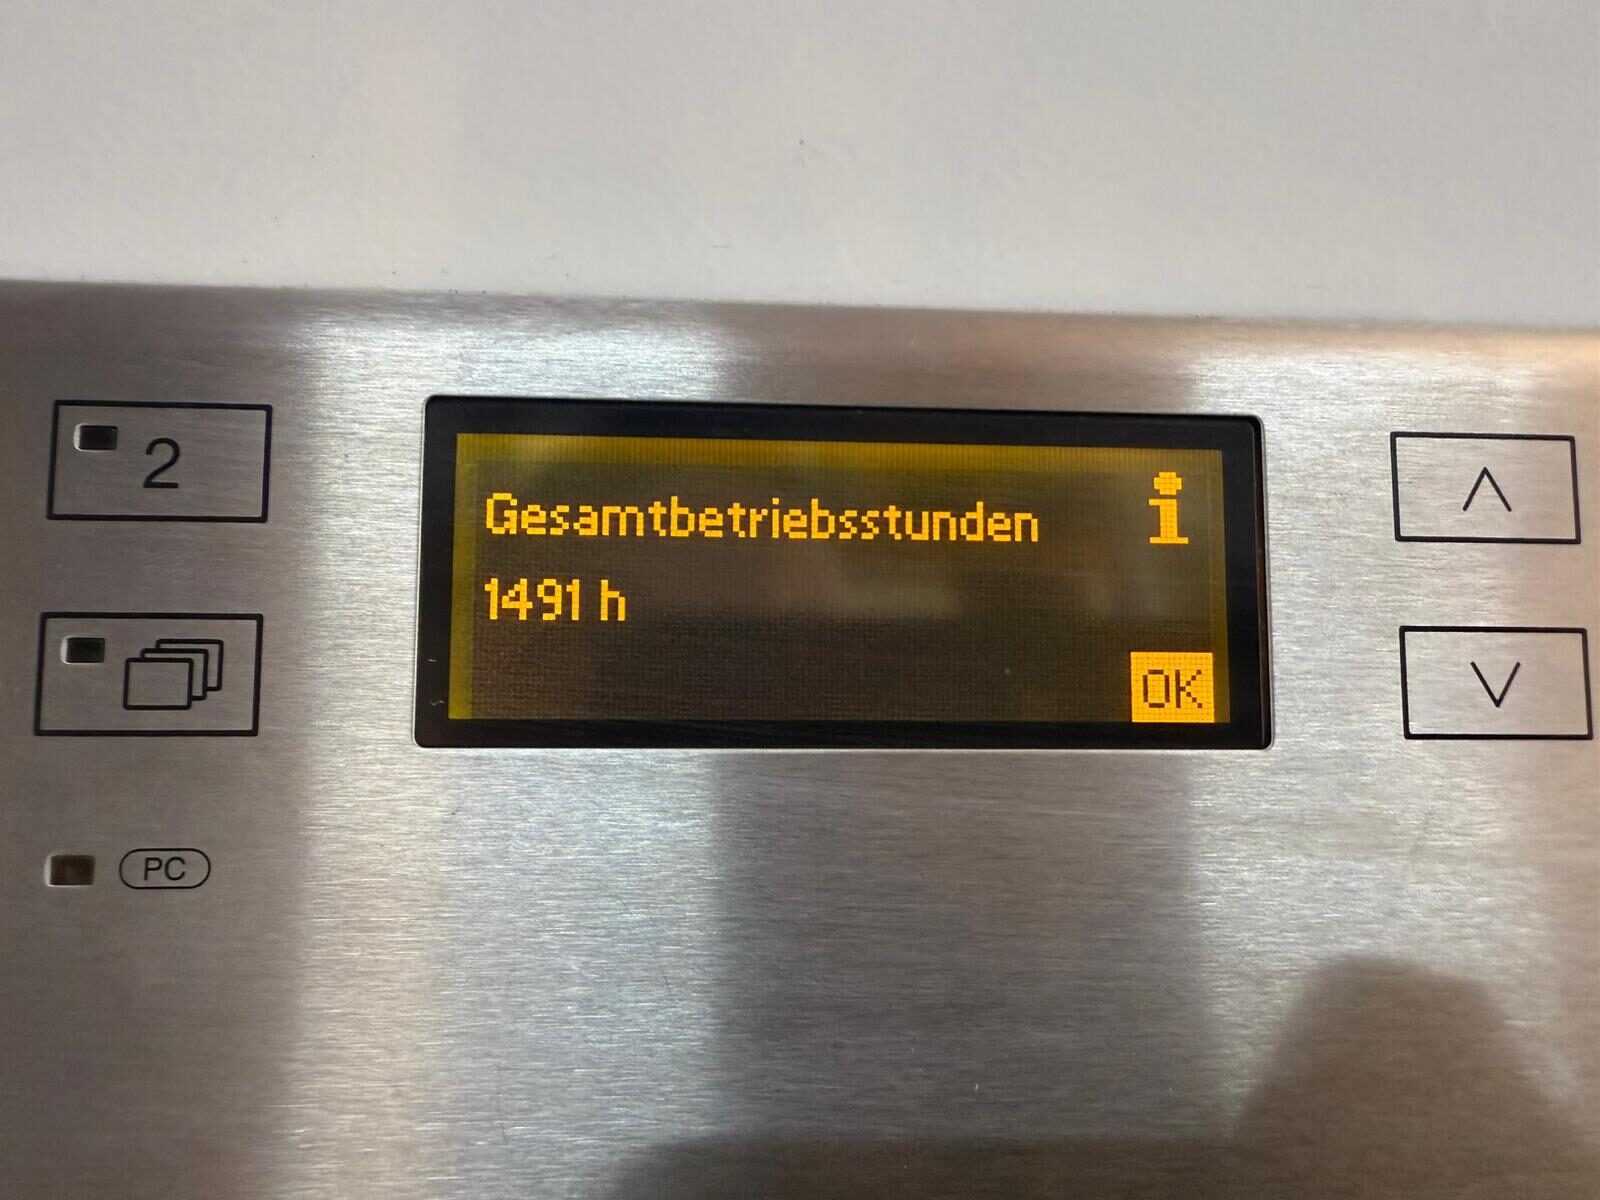 2
Gesamtbetriebsstunden
i
1491 h
OK
PC